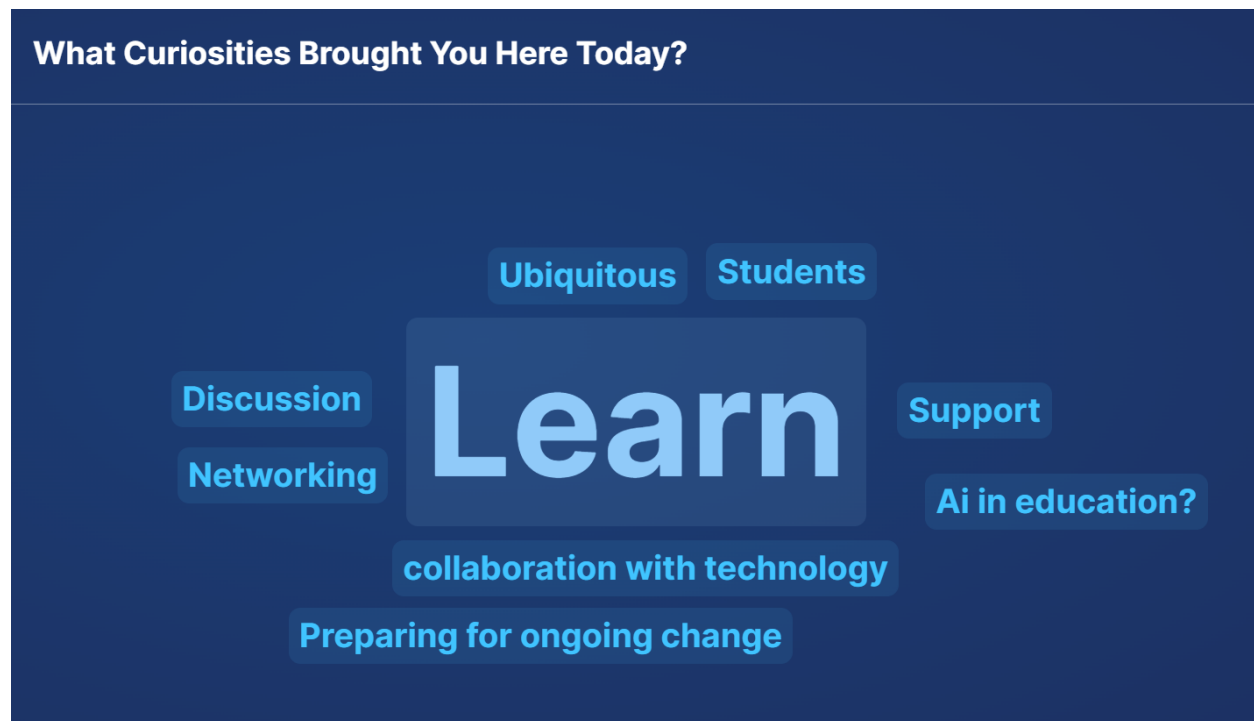 What Curiosities Brought You Here Today?
Ubiquitous
Students
Learn
Discussion
Support
Networking
Ai in education?
collaboration with technology
Preparing for ongoing change